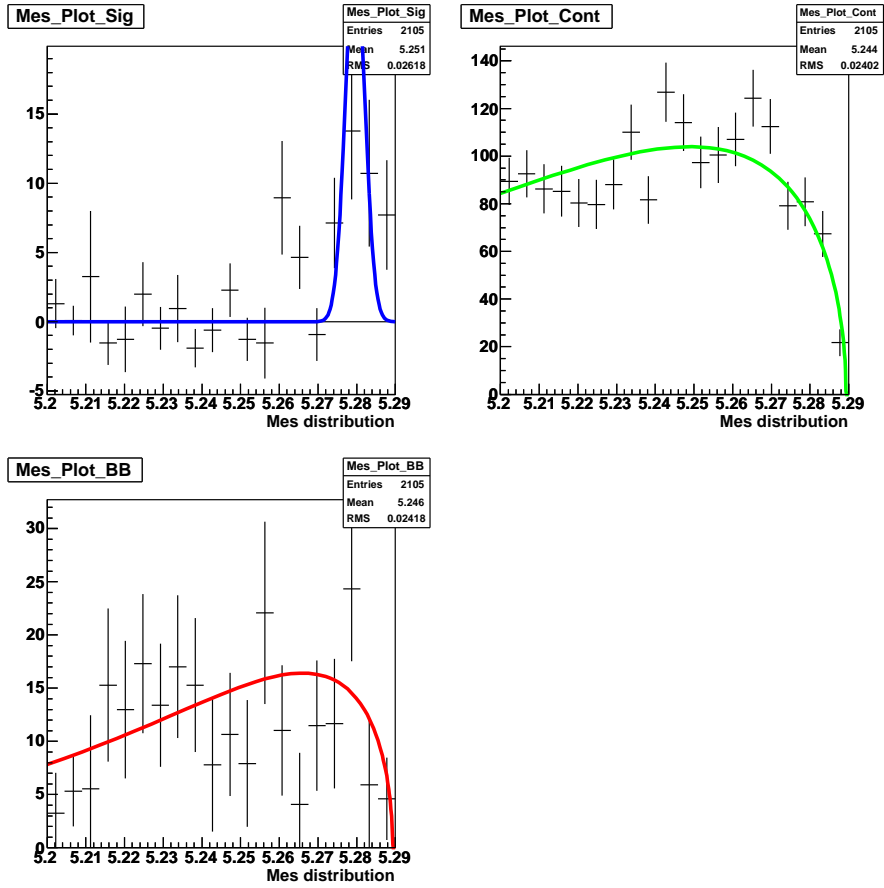 Mes_Plot_Sig
Mes_Plot_Sig
Entries 2105
Mean 5.251
RMS 0.02618
15
10
5
0
-5
5.2 5.21 5.22 5.23 5.24 5.25 5.26 5.27 5.28 5.29
Mes distribution
Mes_Plot_Cont
Mes_Plot_Cont
Entries 2105
Mean 5.244
RMS 0.02402
140
120
100
80
60
40
20
0
5.2 5.21 5.22 5.23 5.24 5.25 5.26 5.27 5.28 5.29
Mes distribution
Mes_Plot_BB
Mes_Plot_BB
Entries 2105
Mean 5.246
RMS 0.02418
30
25
20
15
10
5
0
5.2 5.21 5.22 5.23 5.24 5.25 5.26 5.27 5.28 5.29
Mes distribution